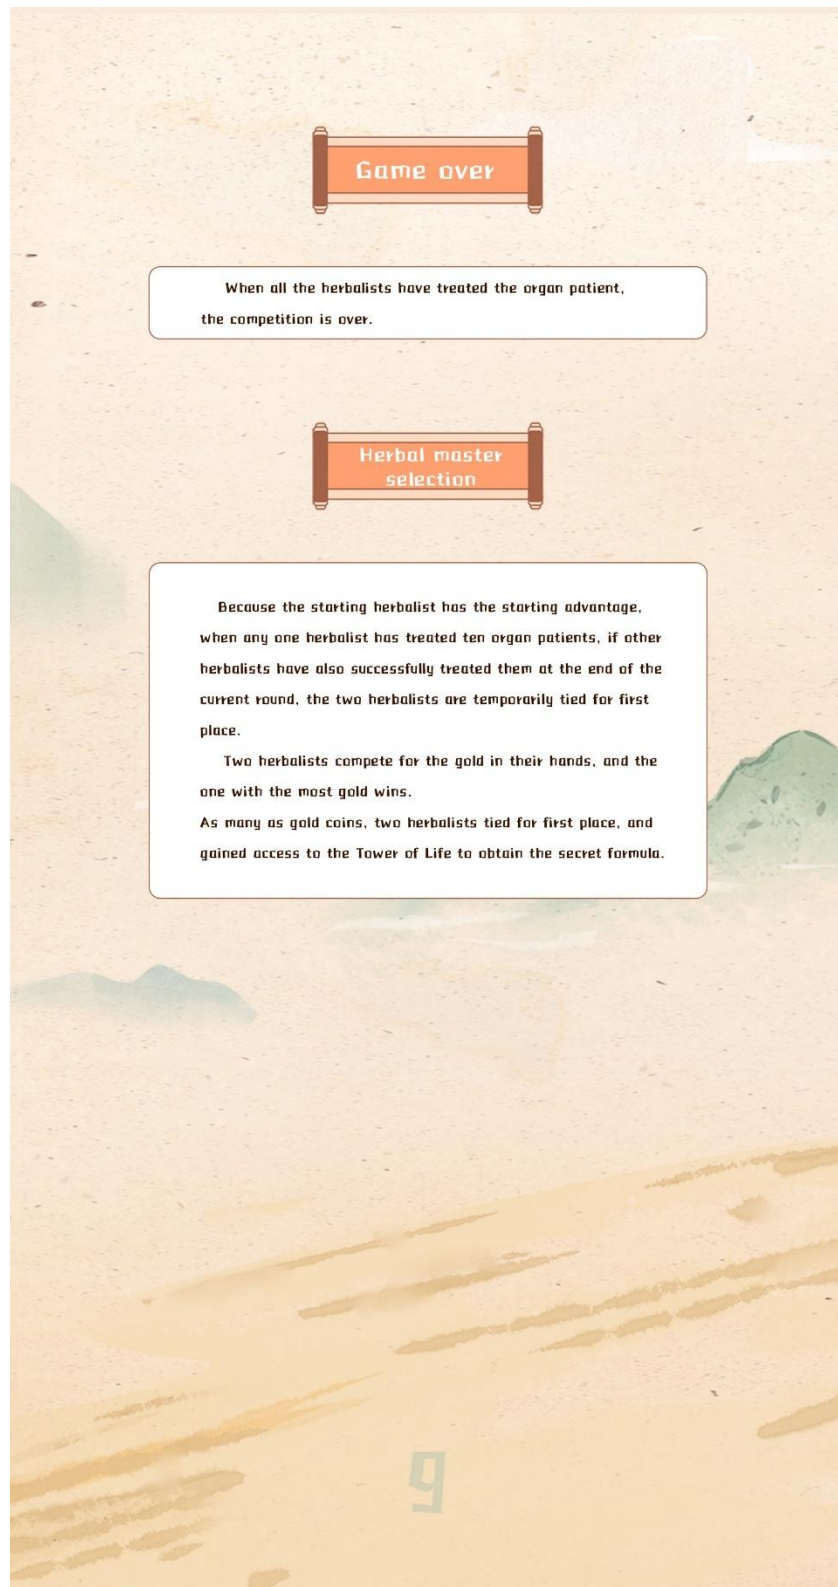 Game over
When all the herbalists have treated the organ patient,
the competition is over.
Herbal master
selection
Because the starting herbalist has the starting advantage,
when any one herbalist has treated ten organ patients, if other
herbalists have also successfully treated them at the end of the
current round, the two herbalists are temporarily tied for first
place.
Two herbalists compete for the gold in their hands, and the
one with the most gold wins.
As many as gold coins, two herbalists tied for first place, and
gained access to the Tower of Life to obtain the secret formula.
9